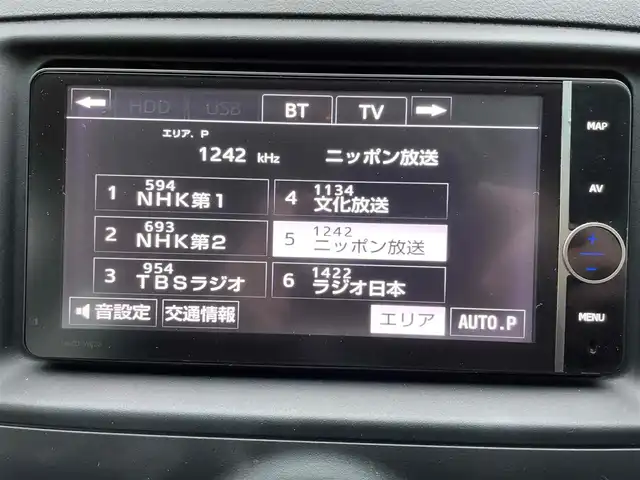 HDD USB BT TV
エリア. P
1242 kHz ニッポン放送
1 594 NHK第1
2 693 NHK第2
3 954 TBSラジオ
4 1134 文化放送
5 1242 ニッポン放送
6 1422 ラジオ日本
音設定 交通情報 エリア AUTO.P
MAP
AV
+
−
MENU